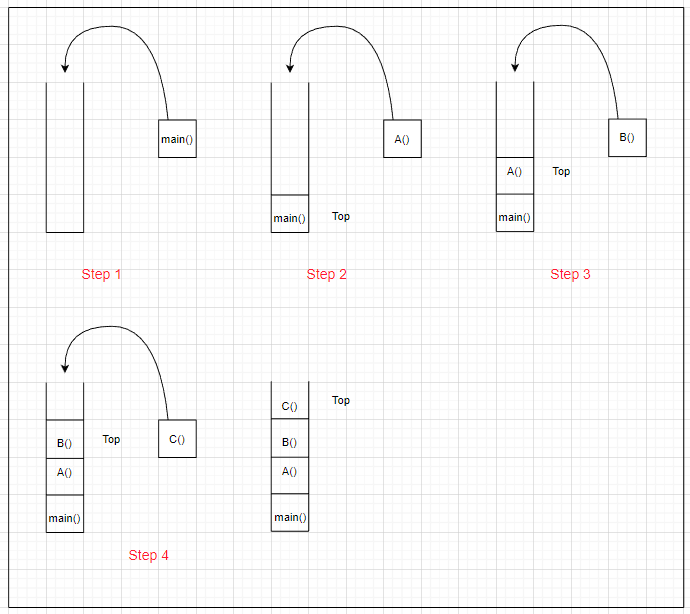 main()
Step 1
A()
main()
Top
Step 2
B()
A()
Top
main()
Step 3
B()
Top
C()
A()
main()
Step 4
C()
Top
B()
A()
main()